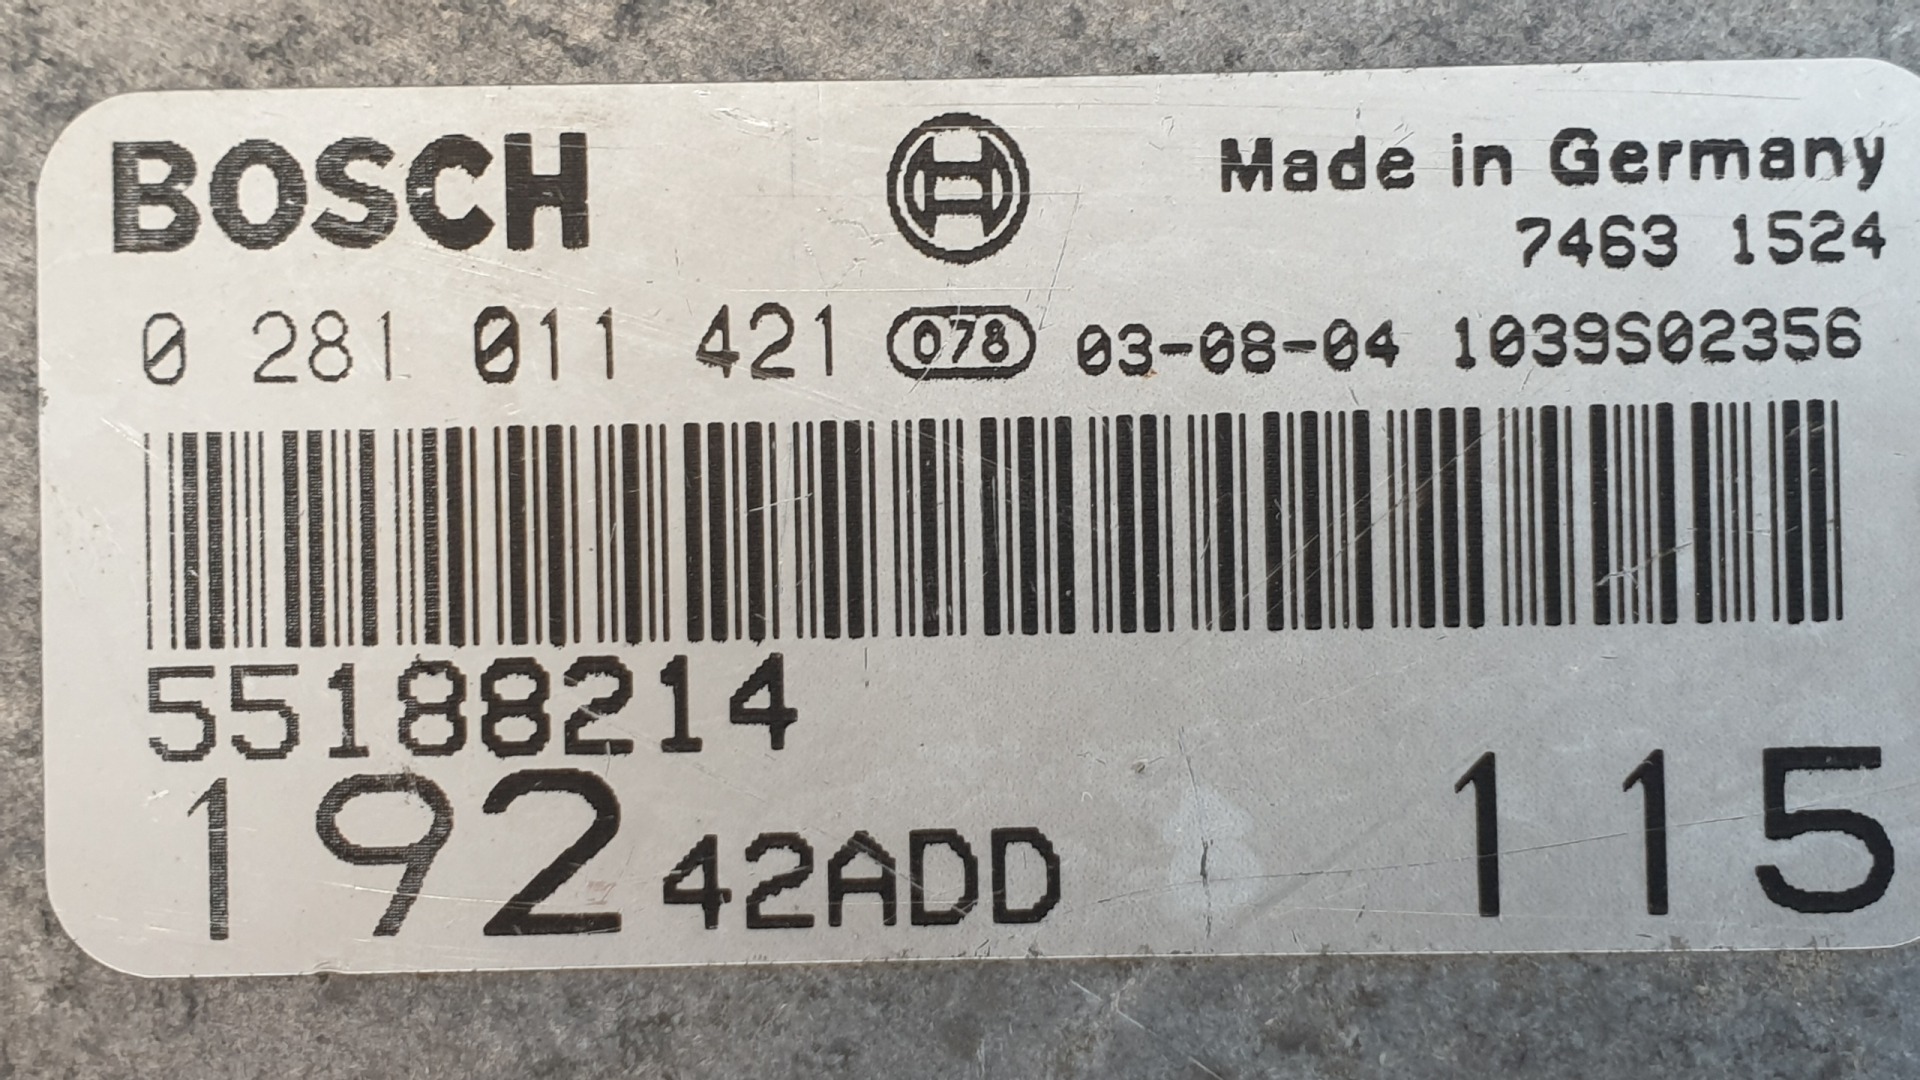 BOSCH Made in Germany
7463 1524
0 281 011 421 078 03-08-04 1039S02356
55188214
192 42ADD 115